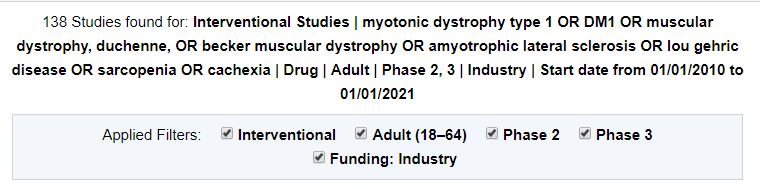 138 Studies found for: Interventional Studies | myotonic dystrophy type 1 OR DM1 OR muscular
dystrophy, duchenne, OR becker muscular dystrophy OR amyotrophic lateral sclerosis OR lou gehric
disease OR sarcopenia OR cachexia | Drug | Adult | Phase 2, 3 | Industry | Start date from 01/01/2010 to
01/01/2021
Applied Filters: Interventional Adult (18–64) Phase 2 Phase 3
Funding: Industry